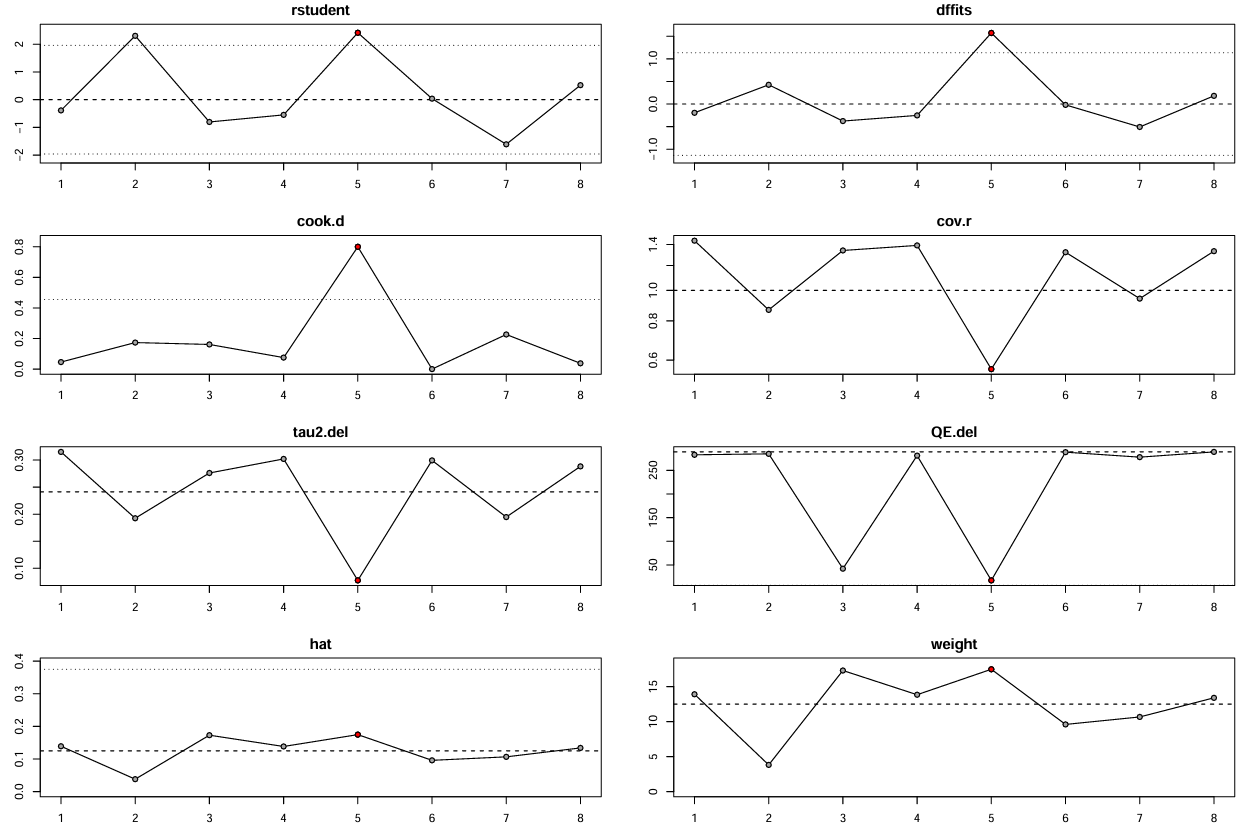 rstudent
2
1
0
−1
−2
1 2 3 4 5 6 7 8
dffits
1.0
0.0
−1.0
1 2 3 4 5 6 7 8
cook.d
0.8
0.6
0.4
0.2
0.0
1 2 3 4 5 6 7 8
cov.r
1.4
1.0
0.8
0.6
1 2 3 4 5 6 7 8
tau2.del
0.30
0.20
0.10
1 2 3 4 5 6 7 8
QE.del
250
150
50
1 2 3 4 5 6 7 8
hat
0.4
0.3
0.2
0.1
0.0
1 2 3 4 5 6 7 8
weight
15
10
5
0
1 2 3 4 5 6 7 8